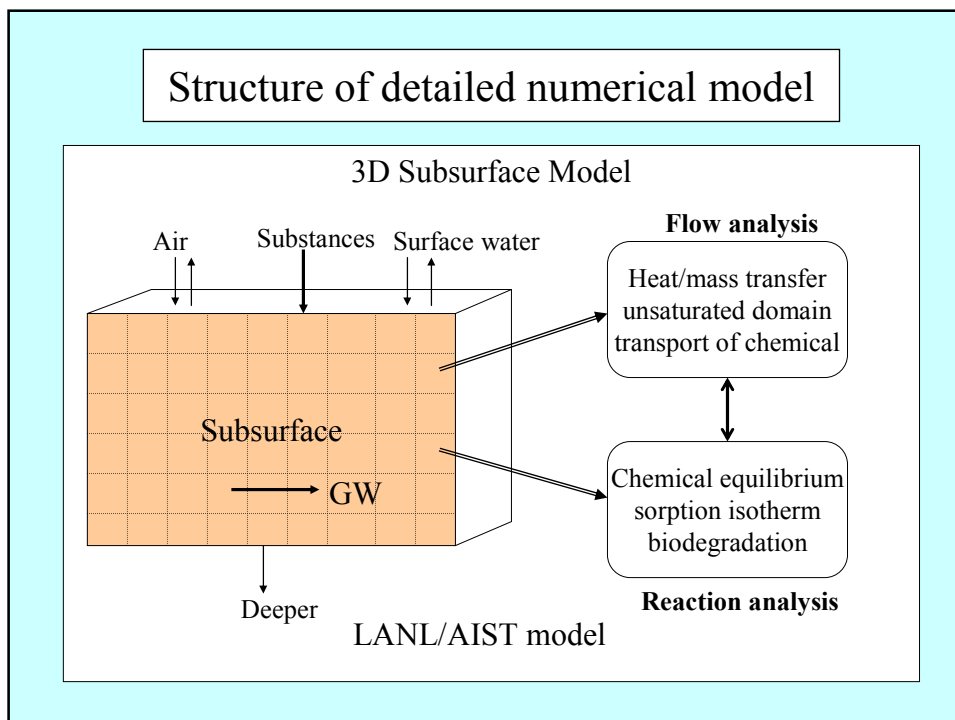 Structure of detailed numerical model
3D Subsurface Model
Air
Substances
Surface water
Flow analysis
Heat/mass transfer
unsaturated domain
transport of chemical
Subsurface
GW
Chemical equilibrium
sorption isotherm
biodegradation
Reaction analysis
Deeper
LANL/AIST model